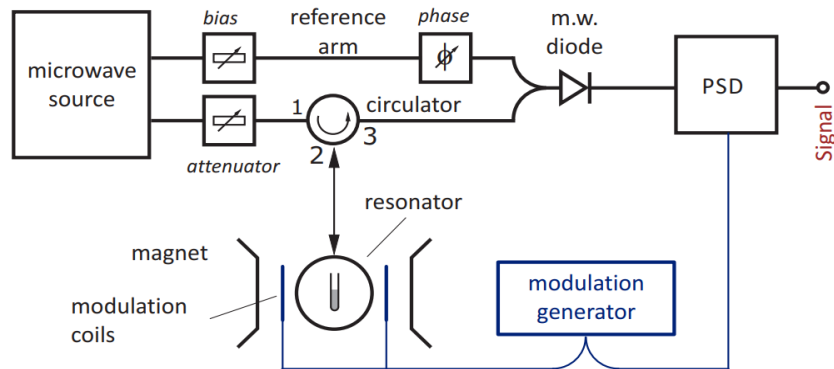 bias
reference
arm
phase
m.w.
diode
microwave
source
PSD
Signal
1
circulator
2
3
attenuator
ϕ
resonator
magnet
modulation
coils
modulation
generator